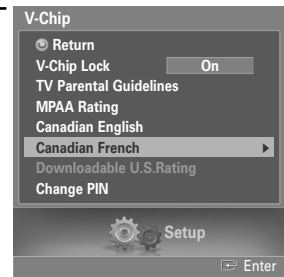 V-Chip
Return
V-Chip Lock On
TV Parental Guidelines
MPAA Rating
Canadian English
Canadian French
Downloadable U.S.Rating
Change PIN
Setup
Enter